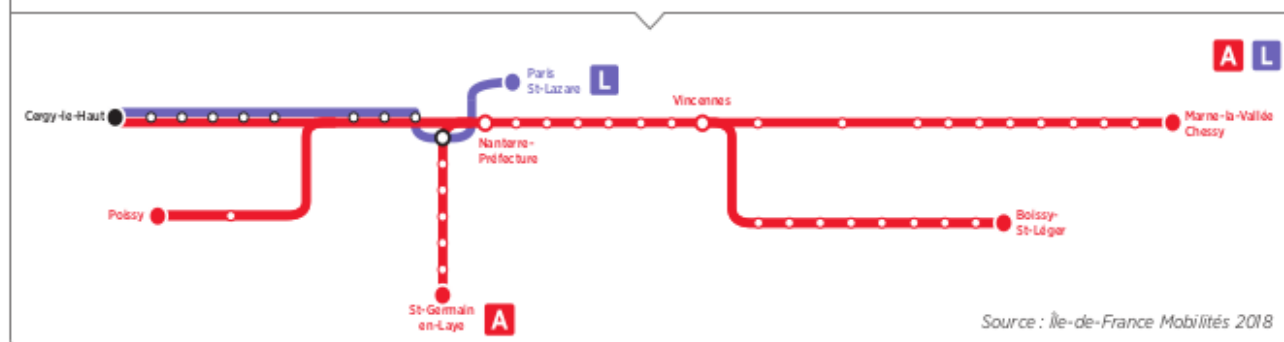 A L
Paris
St-Lazare L
Vincennes
Cergy-le-Haut
Marne-la-Vallée
Chessy
Nanterre-
Préfecture
Poissy
Boissy-
St-Léger
St-Germain
en-Laye A
Source : Île-de-France Mobilités 2018